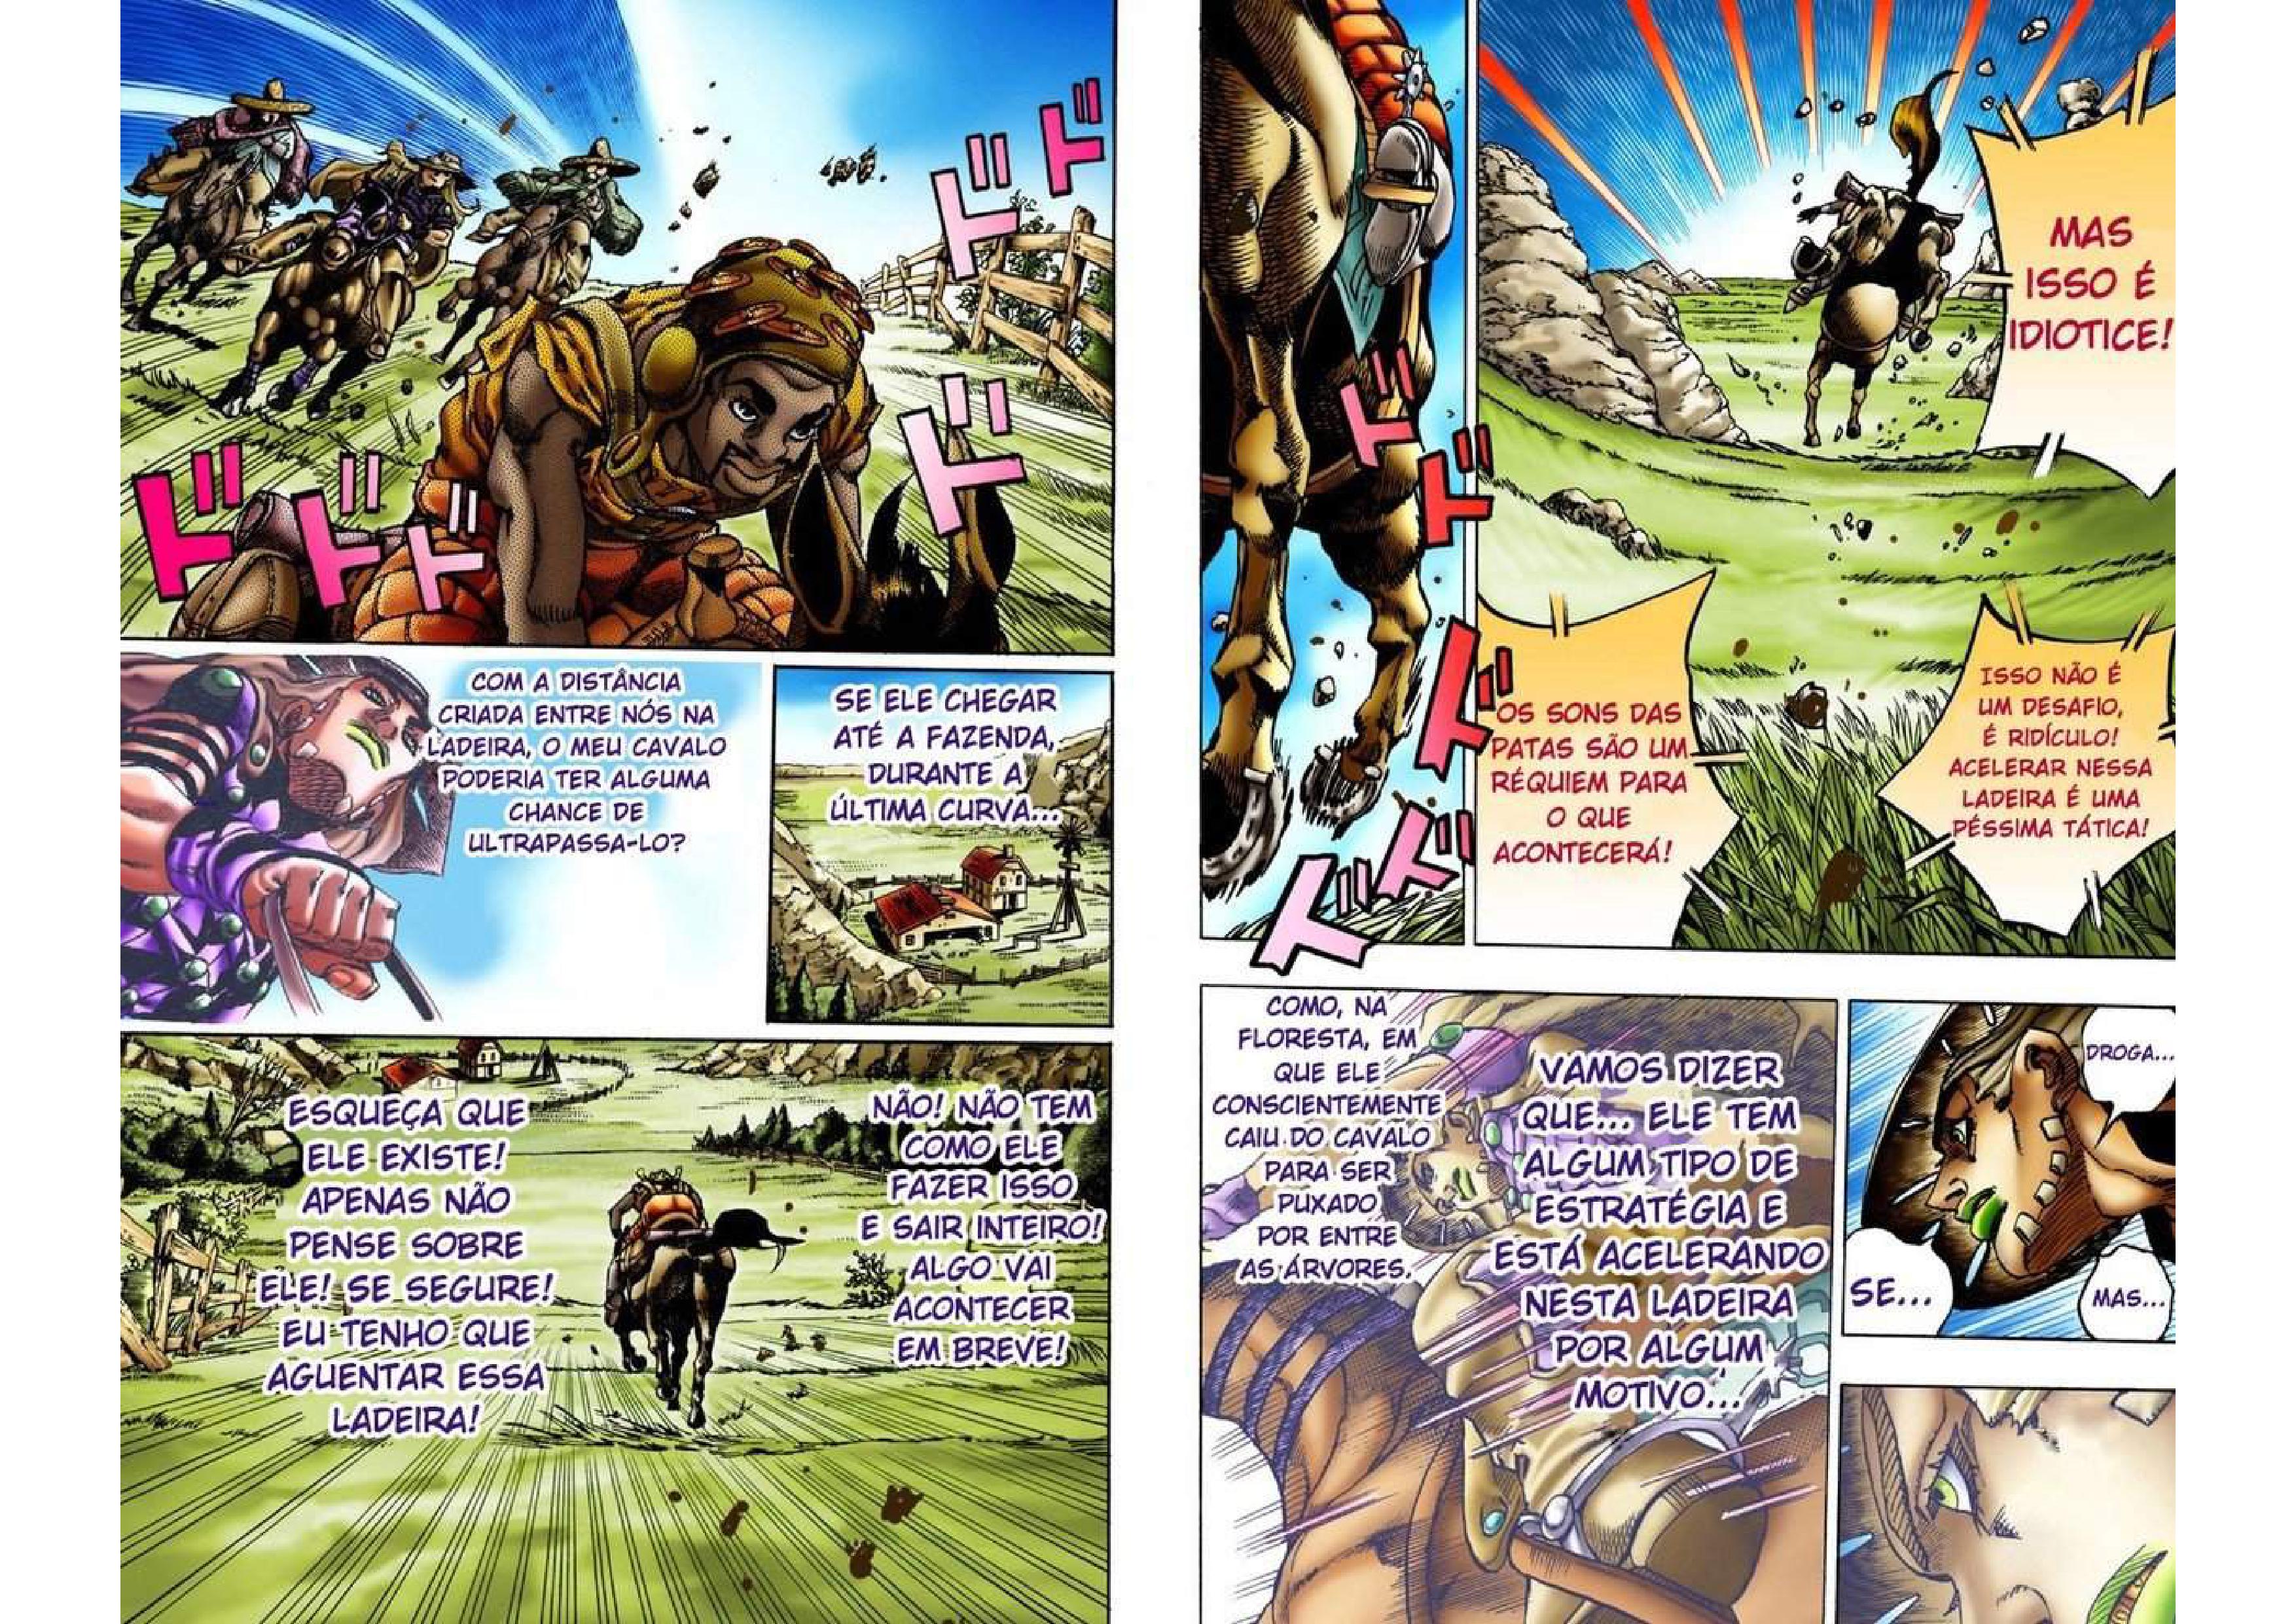 MAS
ISSO É
IDIOTICE!
ISSO NÃO É
UM DESAFIO,
É RIDÍCULO!
ACELERAR NESSA
LADEIRA É UMA
PÉSSIMA TÁTICA!
OS SONS DAS
PATAS SÃO UM
RÉQUIEM PARA
O QUE
ACONTECERÁ!
ドドドド
ドド
DROGA...
MAS...
SE...
VAMOS DIZER
QUE... ELE TEM
ALGUM TIPO DE
ESTRATÉGIA E
ESTÁ ACELERANDO
NESTA LADEIRA
POR ALGUM
MOTIVO...
COMO, NA
FLORESTA, EM
QUE ELE
CONSCIENTEMENTE
CAIU DO CAVALO
PARA SER
PUXADO
POR ENTRE
AS ÁRVORES.
ドドド
ドドド
SE ELE CHEGAR
ATÉ A FAZENDA,
DURANTE A
ÚLTIMA CURVA...
COM A DISTÂNCIA
CRIADA ENTRE NÓS NA
LADEIRA, O MEU CAVALO
PODERIA TER ALGUMA
CHANCE DE
ULTRAPASSA-LO?
NÃO! NÃO TEM
COMO ELE
FAZER ISSO
E SAIR INTEIRO!
ALGO VAI
ACONTECER
EM BREVE!
ESQUEÇA QUE
ELE EXISTE!
APENAS NÃO
PENSE SOBRE
ELE! SE SEGURE!
EU TENHO QUE
AGUENTAR ESSA
LADEIRA!